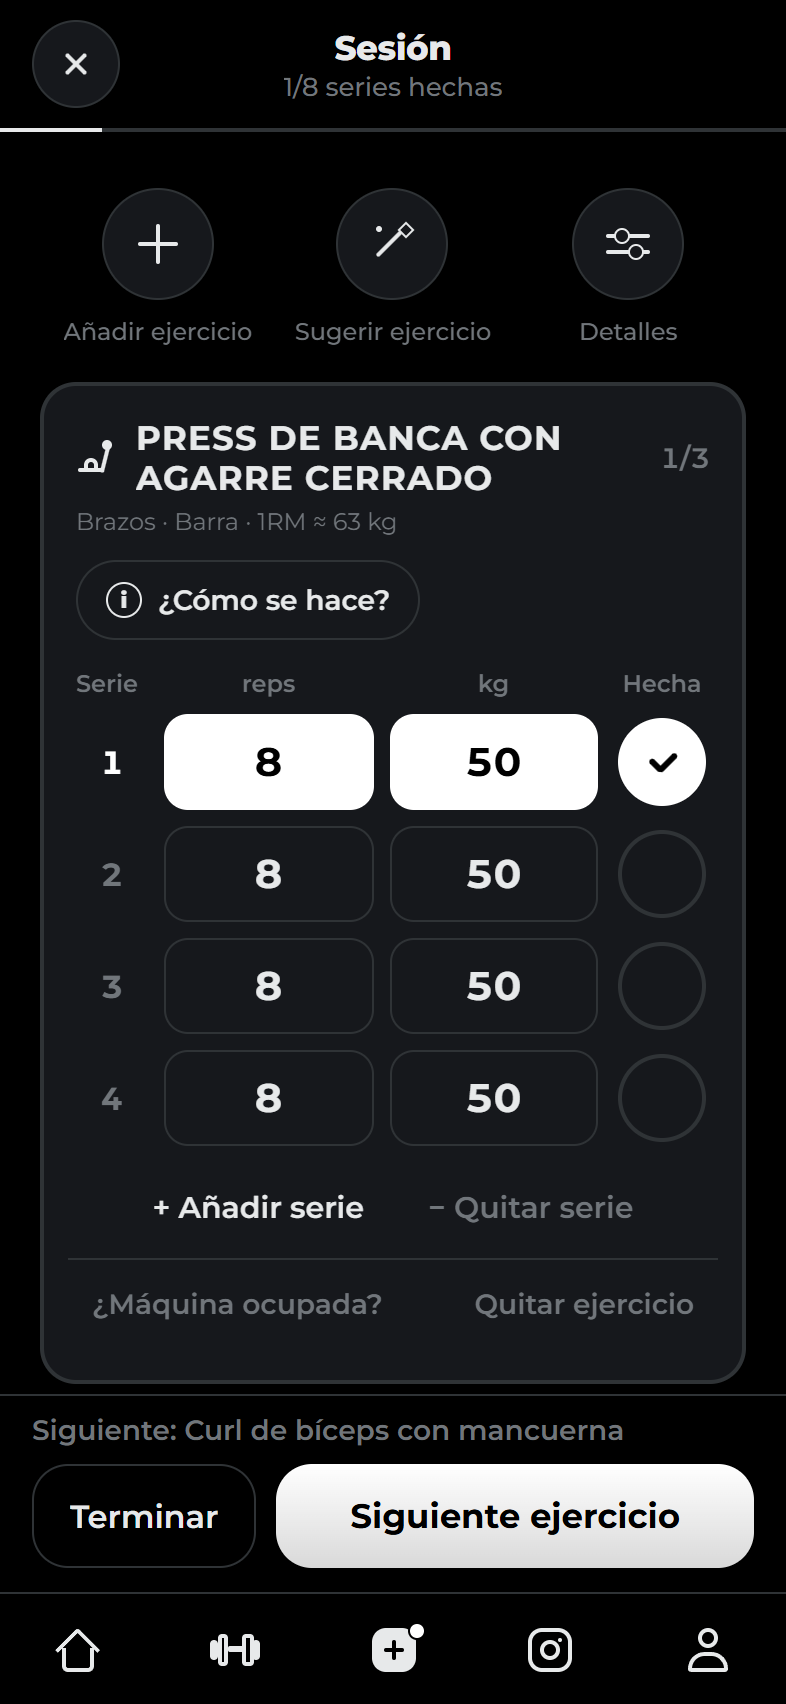 Sesión
1/8 series hechas
Añadir ejercicio
Sugerir ejercicio
Detalles
PRESS DE BANCA CON
AGARRE CERRADO
1/3
Brazos · Barra · 1RM ≈ 63 kg
¿Cómo se hace?
Serie reps kg Hecha
1 8 50
2 8 50
3 8 50
4 8 50
+ Añadir serie − Quitar serie
¿Máquina ocupada? Quitar ejercicio
Siguiente: Curl de bíceps con mancuerna
Terminar Siguiente ejercicio